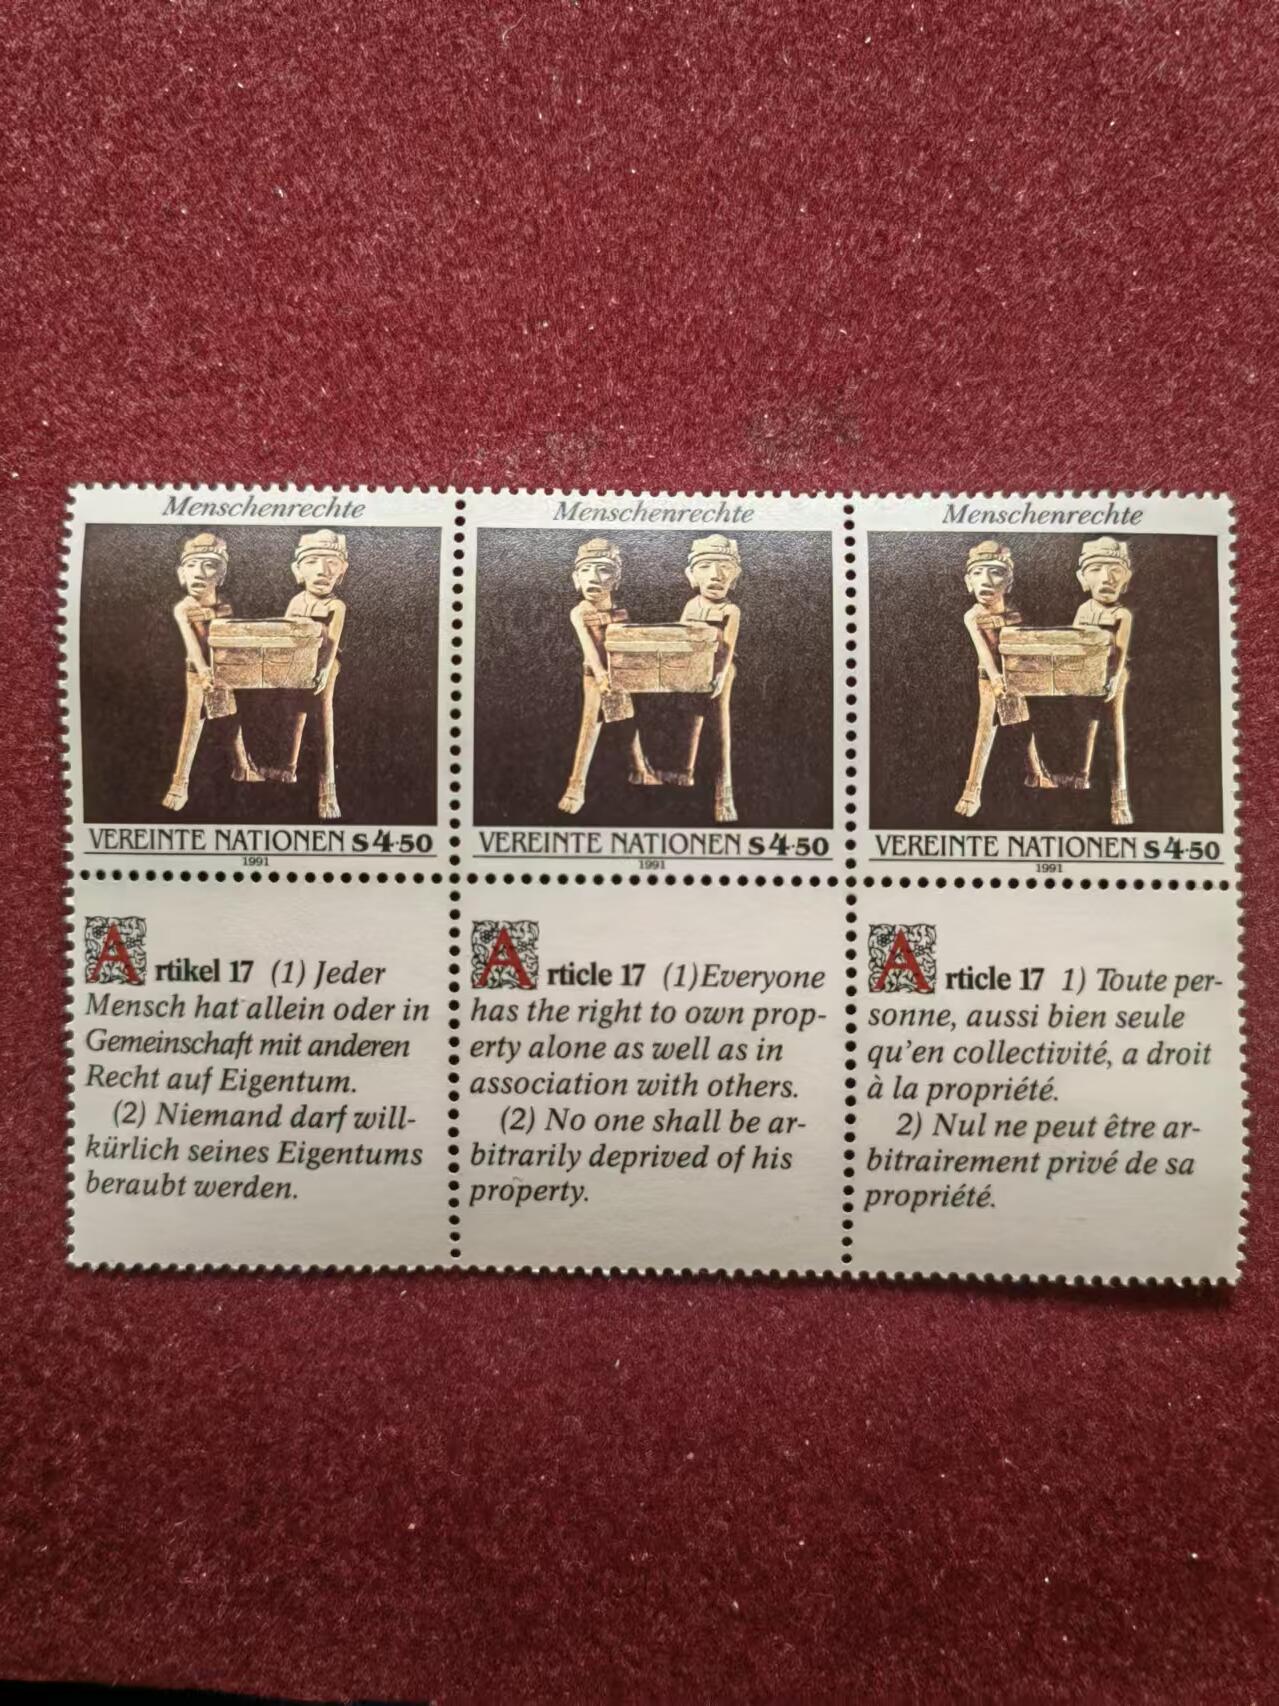 Menschenrechte
VEREINTE NATIONEN S4·50
1991
Artikel 17 (1) Jeder
Mensch hat allein oder in
Gemeinschaft mit anderen
Recht auf Eigentum.
(2) Niemand darf will-
kürlich seines Eigentums
beraubt werden.
Menschenrechte
VEREINTE NATIONEN S4·50
1991
Article 17 (1)Everyone
has the right to own prop-
erty alone as well as in
association with others.
(2) No one shall be ar-
bitrarily deprived of his
property.
Menschenrechte
VEREINTE NATIONEN S4·50
1991
Article 17 1) Toute per-
sonne, aussi bien seule
qu'en collectivité, a droit
à la propriété.
2) Nul ne peut être ar-
bitrairement privé de sa
propriété.